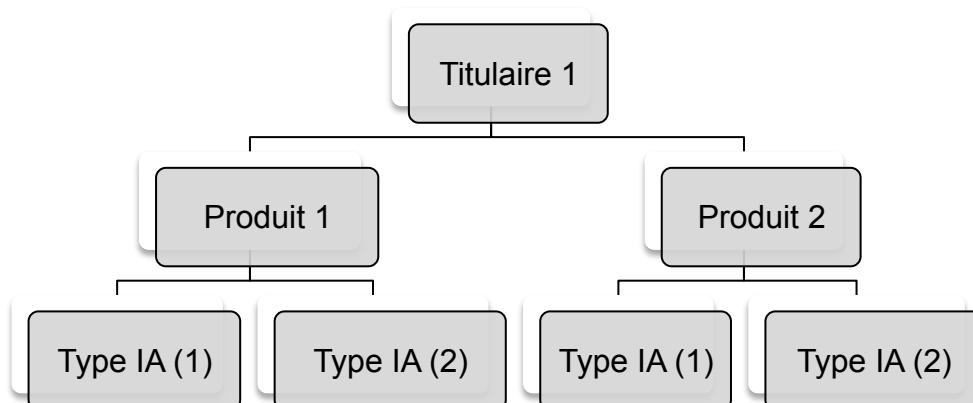 Titulaire 1
Produit 1
Produit 2
Type IA (1)
Type IA (2)
Type IA (1)
Type IA (2)